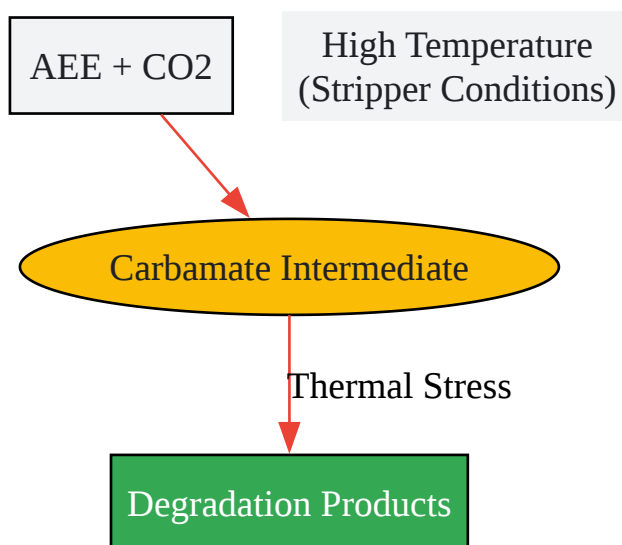 AEE + CO2
High Temperature
(Stripper Conditions)
Carbamate Intermediate
Thermal Stress
Degradation Products